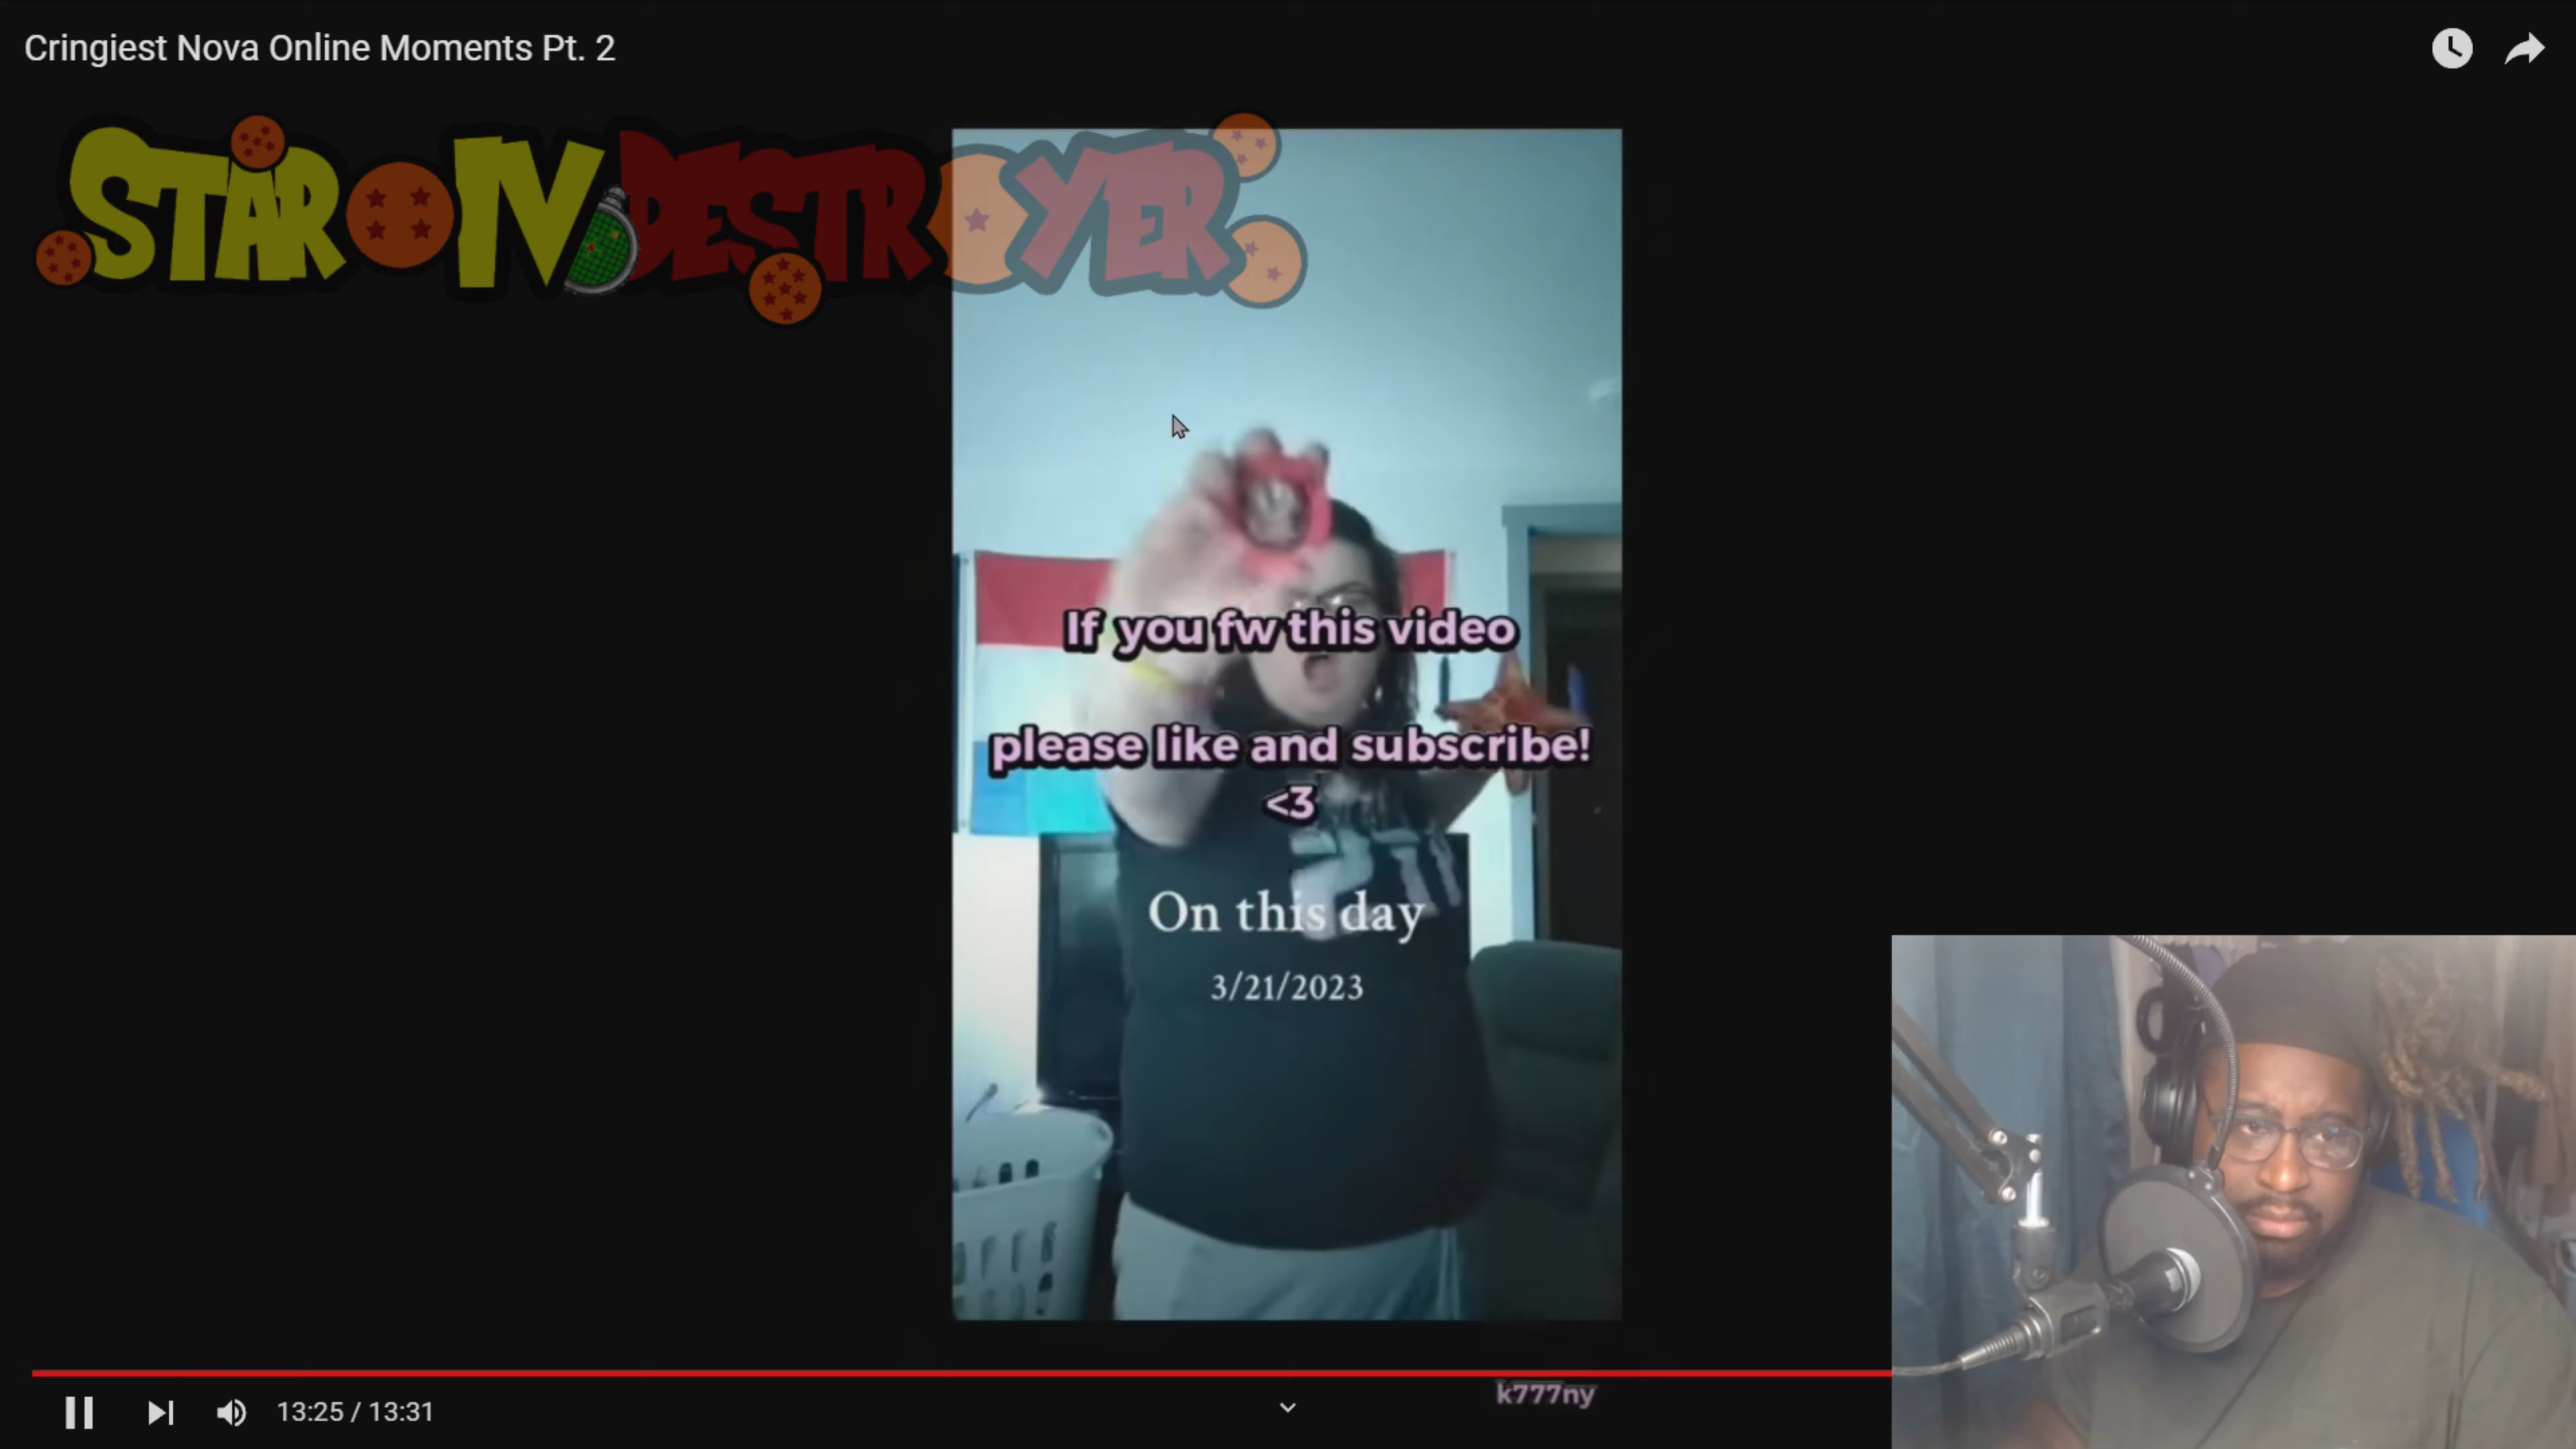 Cringiest Nova Online Moments Pt. 2
STAR IV DESTROYER
If you fw this video
please like and subscribe!
<3
On this day
3/21/2023
k777ny
13:25 / 13:31